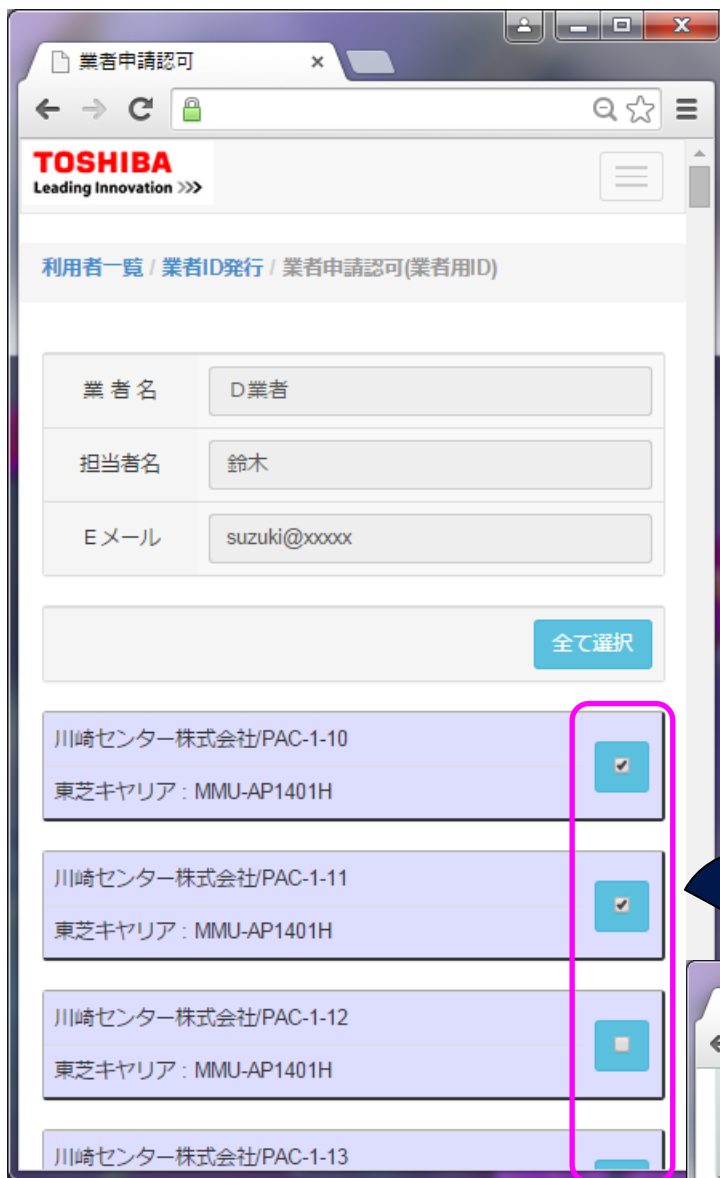 業者申請認可
TOSHIBA
Leading Innovation >>>
利用者一覧 / 業者ID発行 / 業者申請認可(業者用ID)
業 者 名 D業者
担当者名 鈴木
Eメール suzuki@xxxxx
全て選択
川崎センター株式会社/PAC-1-10
東芝キヤリア : MMU-AP1401H
川崎センター株式会社/PAC-1-11
東芝キヤリア : MMU-AP1401H
川崎センター株式会社/PAC-1-12
東芝キヤリア : MMU-AP1401H
川崎センター株式会社/PAC-1-13